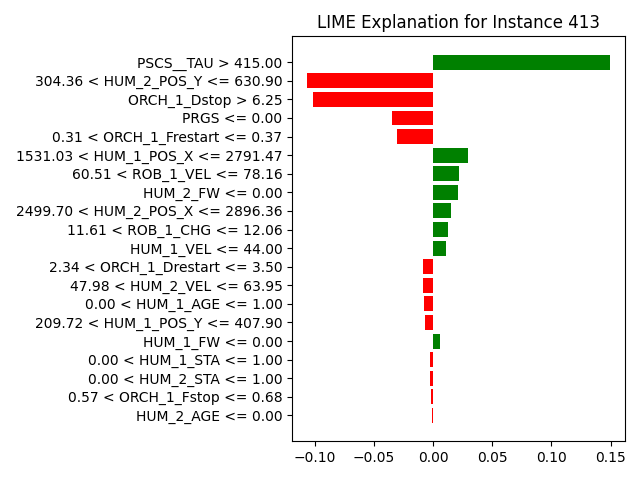 LIME Explanation for Instance 413
PSCS__TAU > 415.00
304.36 < HUM_2_POS_Y <= 630.90
ORCH_1_Dstop > 6.25
PRGS <= 0.00
0.31 < ORCH_1_Frestart <= 0.37
1531.03 < HUM_1_POS_X <= 2791.47
60.51 < ROB_1_VEL <= 78.16
HUM_2_FW <= 0.00
2499.70 < HUM_2_POS_X <= 2896.36
11.61 < ROB_1_CHG <= 12.06
HUM_1_VEL <= 44.00
2.34 < ORCH_1_Drestart <= 3.50
47.98 < HUM_2_VEL <= 63.95
0.00 < HUM_1_AGE <= 1.00
209.72 < HUM_1_POS_Y <= 407.90
HUM_1_FW <= 0.00
0.00 < HUM_1_STA <= 1.00
0.00 < HUM_2_STA <= 1.00
0.57 < ORCH_1_Fstop <= 0.68
HUM_2_AGE <= 0.00
−0.10 −0.05 0.00 0.05 0.10 0.15